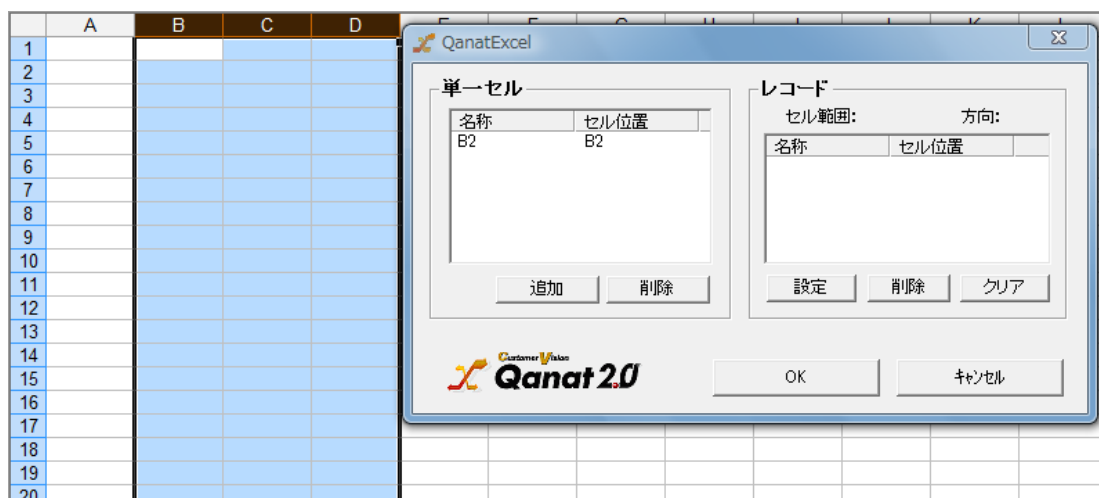 A B C D
QanatExcel
1
2
3
4
5
6
7
8
9
10
11
12
13
14
15
16
17
18
19
20
単一セル
名称 セル位置
B2 B2
追加 削除
レコード
セル範囲: 方向:
名称 セル位置
設定 削除 クリア
Customer Vision
Qanat 2.0
OK キャンセル